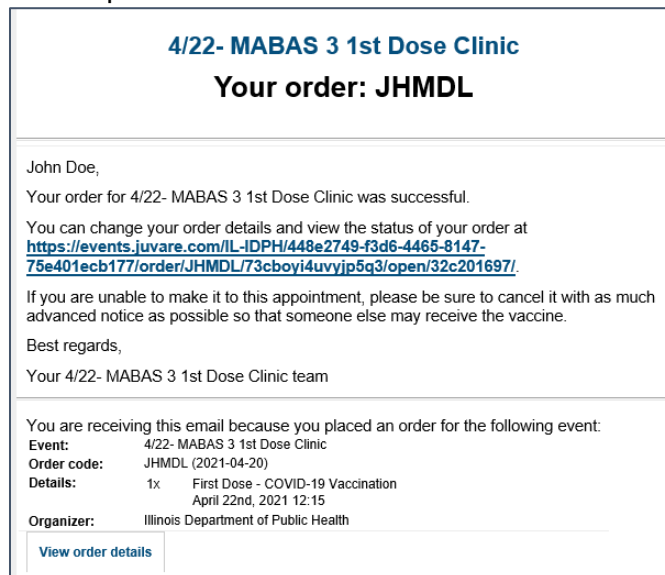 4/22- MABAS 3 1st Dose Clinic
Your order: JHMDL
John Doe,
Your order for 4/22- MABAS 3 1st Dose Clinic was successful.
You can change your order details and view the status of your order at
https://events.juvare.com/IL-IDPH/448e2749-f3d6-4465-8147-
75e401ecb177/order/JHMDL/73cboyi4uvyjp5q3/open/32c201697/.
If you are unable to make it to this appointment, please be sure to cancel it with as much
advanced notice as possible so that someone else may receive the vaccine.
Best regards,
Your 4/22- MABAS 3 1st Dose Clinic team
You are receiving this email because you placed an order for the following event:
Event: 4/22- MABAS 3 1st Dose Clinic
Order code: JHMDL (2021-04-20)
Details: 1x First Dose - COVID-19 Vaccination
April 22nd, 2021 12:15
Organizer: Illinois Department of Public Health
View order details